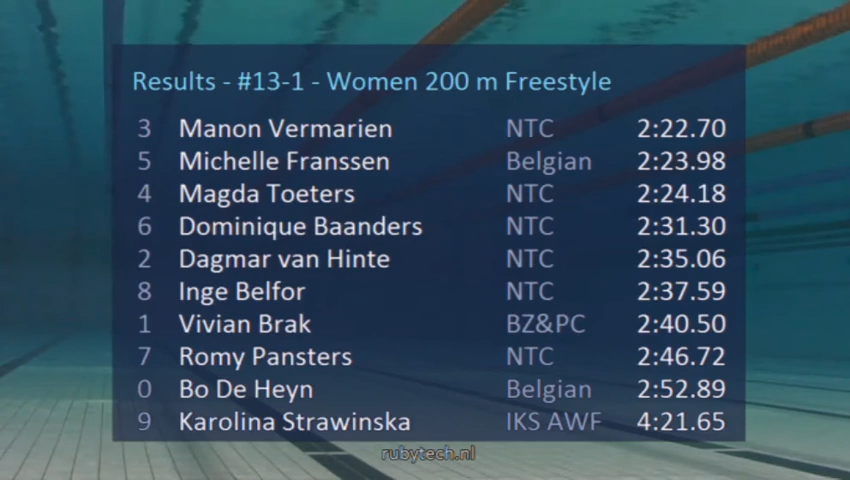 Results - #13-1 - Women 200 m Freestyle
3 Manon Vermarien NTC 2:22.70
5 Michelle Franssen Belgian 2:23.98
4 Magda Toeters NTC 2:24.18
6 Dominique Baanders NTC 2:31.30
2 Dagmar van Hinte NTC 2:35.06
8 Inge Belfor NTC 2:37.59
1 Vivian Brak BZ&PC 2:40.50
7 Romy Pansters NTC 2:46.72
0 Bo De Heyn Belgian 2:52.89
9 Karolina Strawinska IKS AWF 4:21.65
rubytech.nl